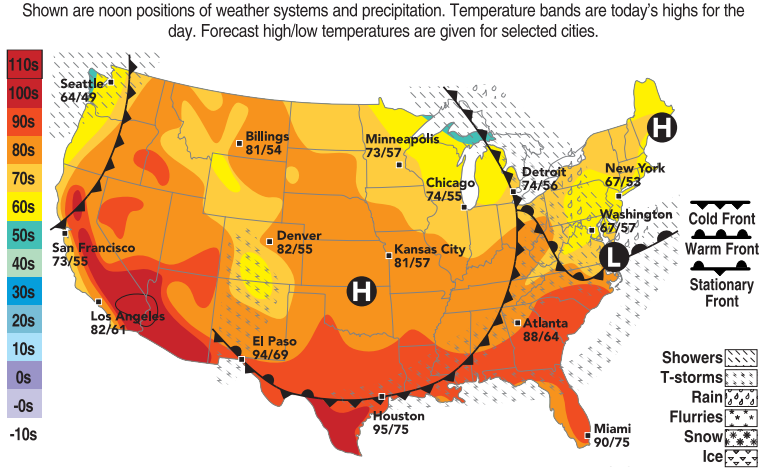 Shown are noon positions of weather systems and precipitation. Temperature bands are today's highs for the
day. Forecast high/low temperatures are given for selected cities.
110s
100s
90s
80s
70s
60s
50s
40s
30s
20s
10s
0s
-0s
-10s
Seattle
64/49
Billings
81/54
Minneapolis
73/57
Chicago
74/55
Detroit
74/56
New York
67/53
H
Washington
67/57
San Francisco
73/55
Denver
82/55
Kansas City
81/57
L
H
Los Angeles
82/61
El Paso
94/69
Atlanta
88/64
Houston
95/75
Miami
90/75
Cold Front
Warm Front
Stationary
Front
Showers
T-storms
Rain
Flurries
Snow
Ice